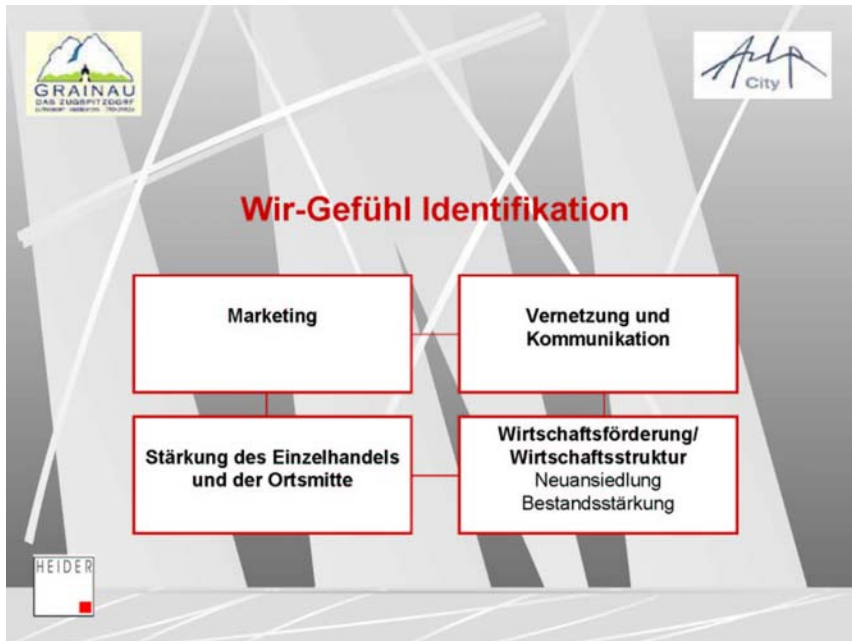 GRAINAU
DAS ZUGSPITZDORF
Alp
City
Wir-Gefühl Identifikation
Marketing
Vernetzung und
Kommunikation
Stärkung des Einzelhandels
und der Ortsmitte
Wirtschaftsförderung/
Wirtschaftsstruktur
Neuansiedlung
Bestandsstärkung
HEIDER